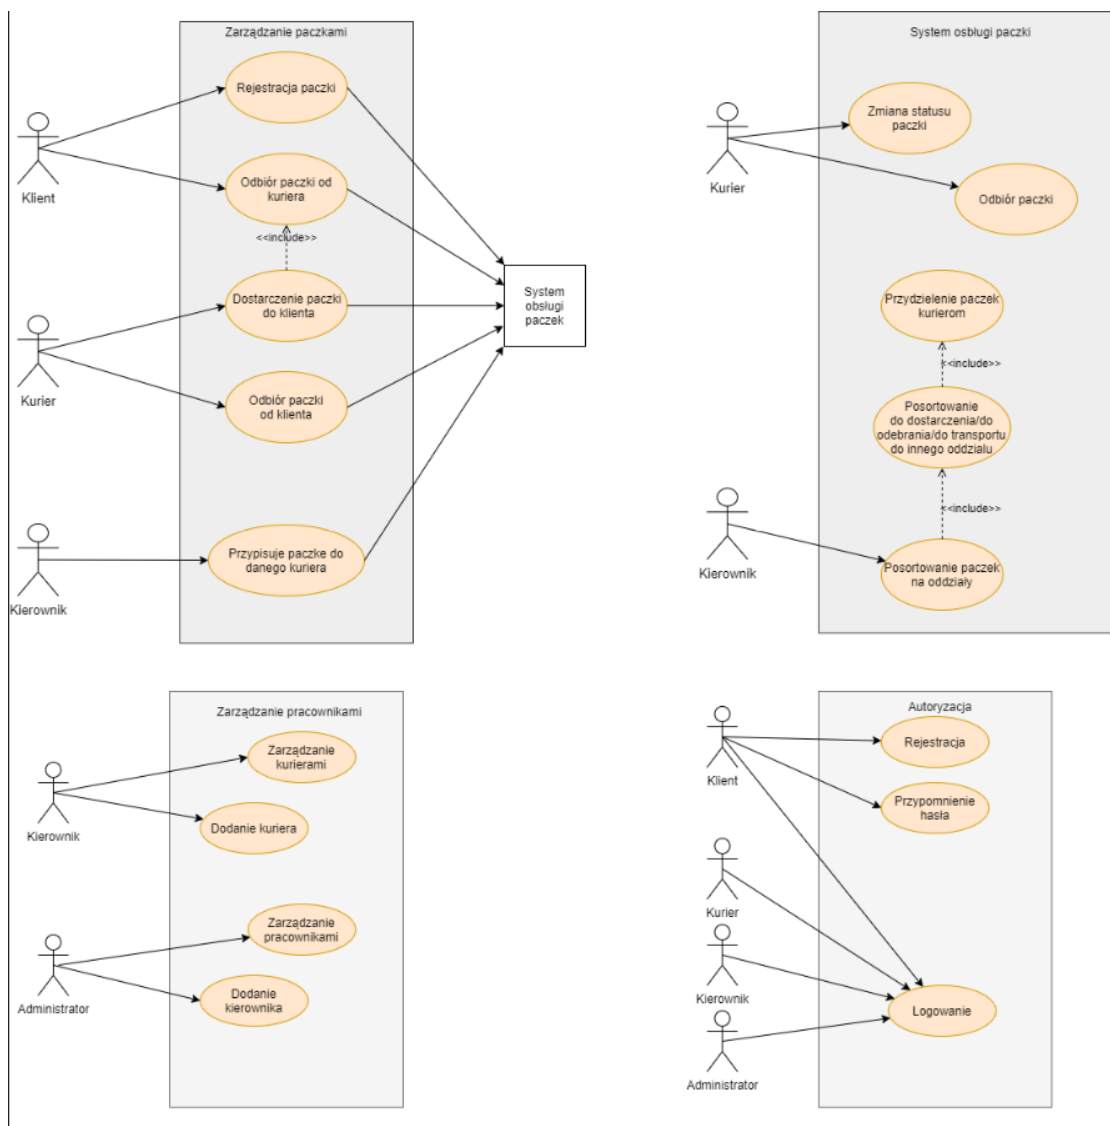 Zarządzanie paczkami
Rejestracja paczki
Klient
Odbiór paczki od
kuriera
<<include>>
Dostarczenie paczki
do klienta
Kurier
Odbiór paczki
od klienta
Kierownik
Przypisuje paczke do
danego kuriera
System
obsługi
paczek
System osbługi paczki
Zmiana statusu
paczki
Kurier
Odbiór paczki
Przydzielenie paczek
kurierom
<<include>>
Posortowanie
do dostarczenia/do
odebrania/do transportu
do innego oddziału
<<include>>
Kierownik
Posortowanie paczek
na oddziały
Zarządzanie pracownikami
Zarządzanie
kurierami
Kierownik
Dodanie kuriera
Zarządzanie
pracownikami
Administrator
Dodanie
kierownika
Autoryzacja
Rejestracja
Klient
Przypomnienie
hasła
Kurier
Kierownik
Logowanie
Administrator